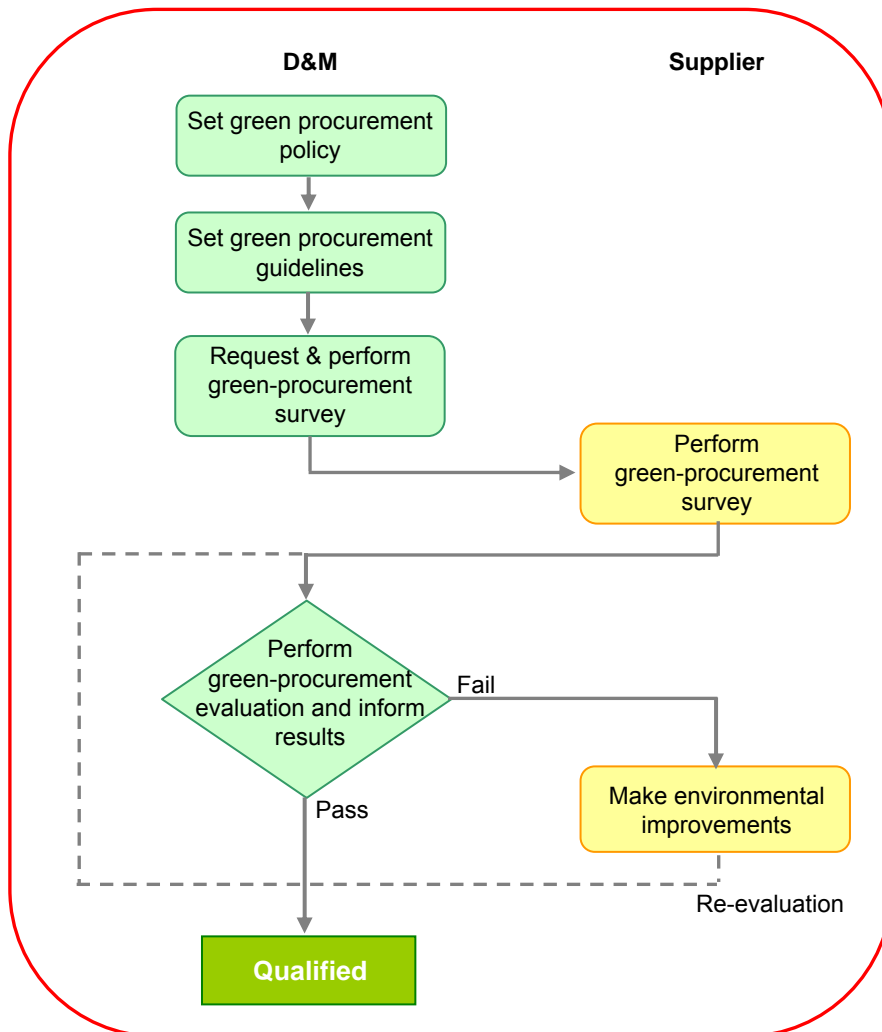 D&M
Supplier
Set green procurement
policy
Set green procurement
guidelines
Request & perform
green-procurement
survey
Perform
green-procurement
survey
Perform
green-procurement
evaluation and inform
results
Fail
Pass
Make environmental
improvements
Re-evaluation
Qualified